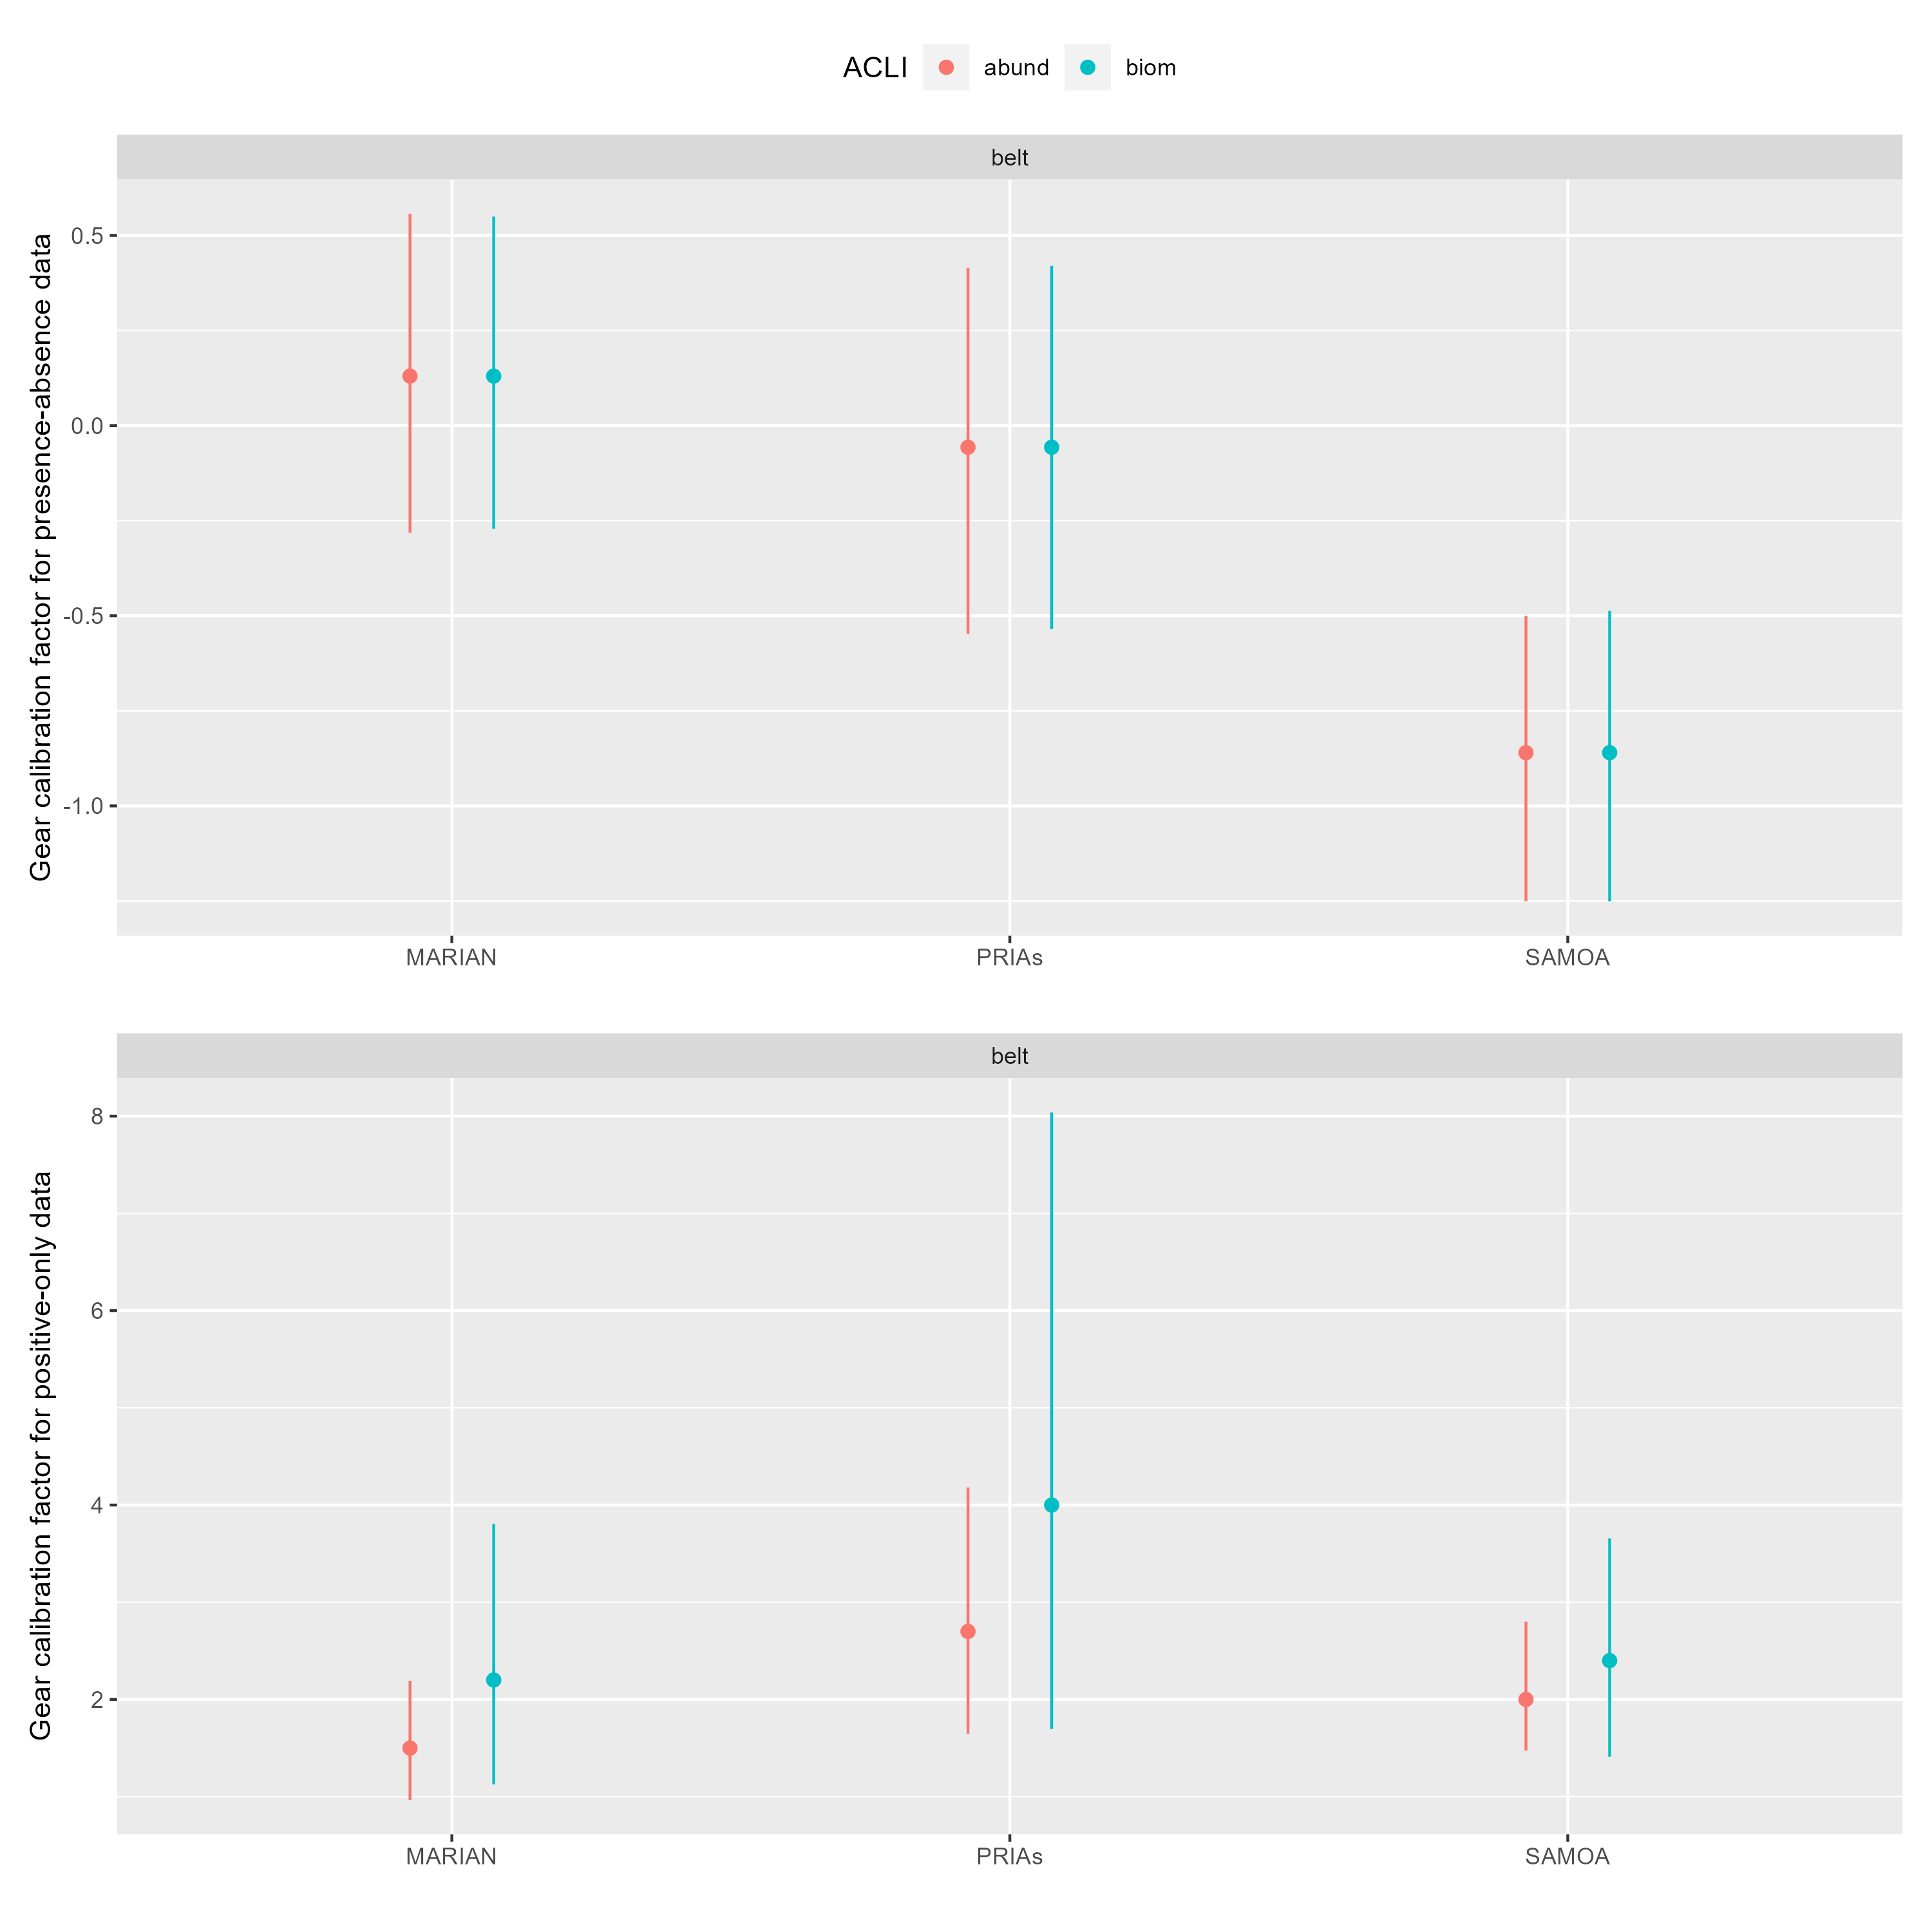 ACLI abund biom
belt
Gear calibration factor for presence-absence data
0.5
0.0
-0.5
-1.0
MARIAN PRIAs SAMOA
belt
Gear calibration factor for positive-only data
8
6
4
2
MARIAN PRIAs SAMOA